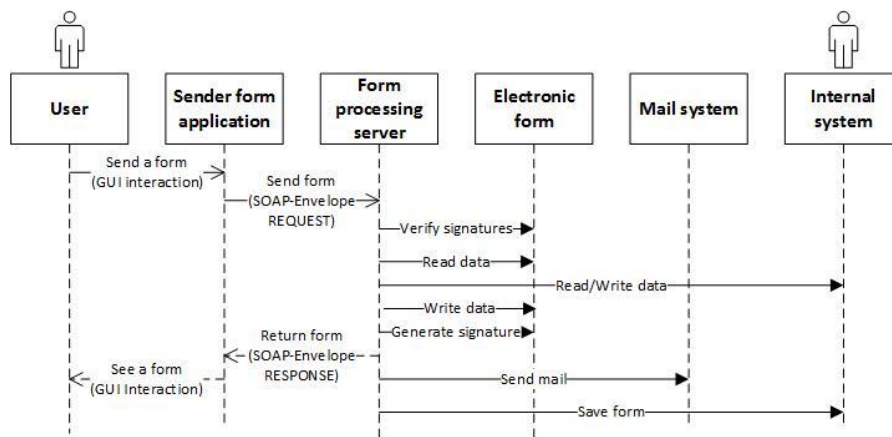 User
Sender form
application
Form
processing
server
Electronic
form
Mail system
Internal
system
Send a form
(GUI interaction)
Send form
(SOAP-Envelope
REQUEST)
Verify signatures
Read data
Read/Write data
Write data
Generate signature
Return form
(SOAP-Envelope
RESPONSE)
See a form
(GUI Interaction)
Send mail
Save form